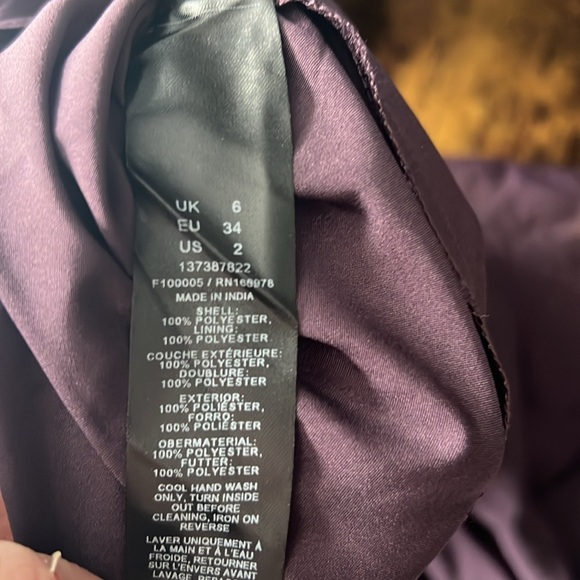 UK 6
EU 34
US 2
137387822
F100005 / RN166978
MADE IN INDIA
SHELL:
100% POLYESTER,
LINING:
100% POLYESTER
COUCHE EXTÉRIEURE:
100% POLYESTER,
DOUBLURE:
100% POLYESTER
EXTERIOR:
100% POLIÉSTER,
FORRO:
100% POLIÉSTER
OBERMATERIAL:
100% POLYESTER,
FUTTER:
100% POLYESTER
COOL HAND WASH
ONLY, TURN INSIDE
OUT BEFORE
CLEANING, IRON ON
REVERSE
LAVER UNIQUEMENT À
LA MAIN ET À L'EAU
FROIDE, RETOURNER
SUR L'ENVERS AVANT
LAVAGE,